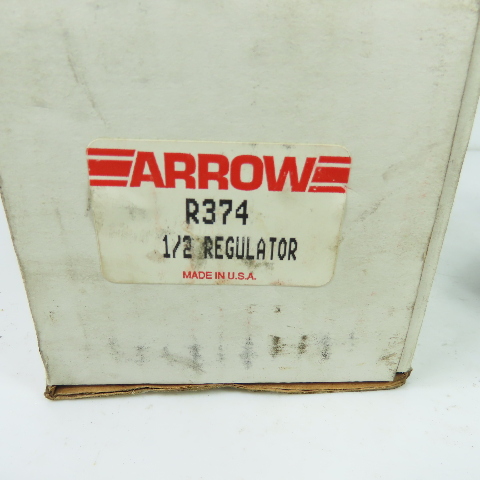 ARROW
R374
1/2 REGULATOR
MADE IN U.S.A.